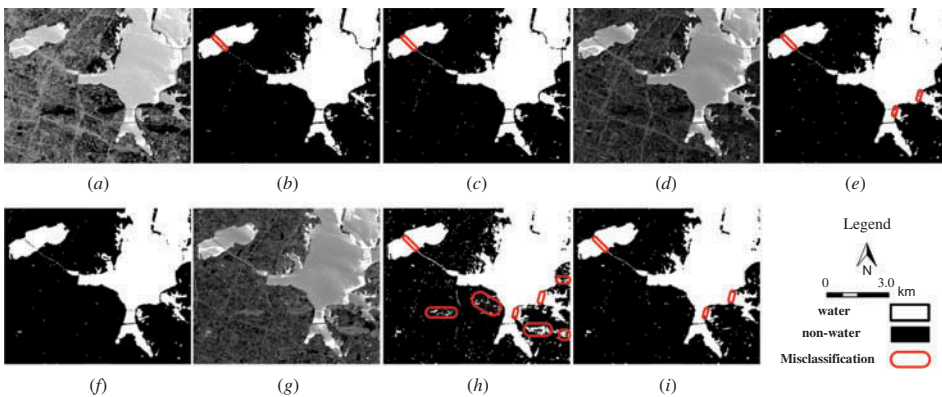 (a)
(b)
(c)
(d)
(e)
(f)
(g)
(h)
(i)
Legend
N
0 3.0 km
water
non-water
Misclassification